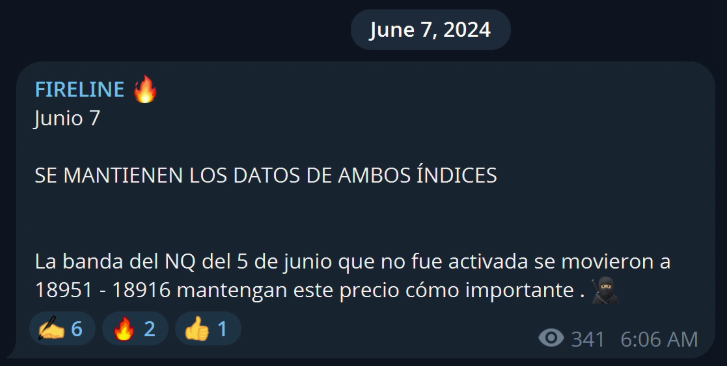 June 7, 2024
FIRELINE 🔥
Junio 7
SE MANTIENEN LOS DATOS DE AMBOS ÍNDICES
La banda del NQ del 5 de junio que no fue activada se movieron a
18951 - 18916 mantengan este precio cómo importante . 🥷
✍️ 6 🔥 2 👍 1 341 6:06 AM